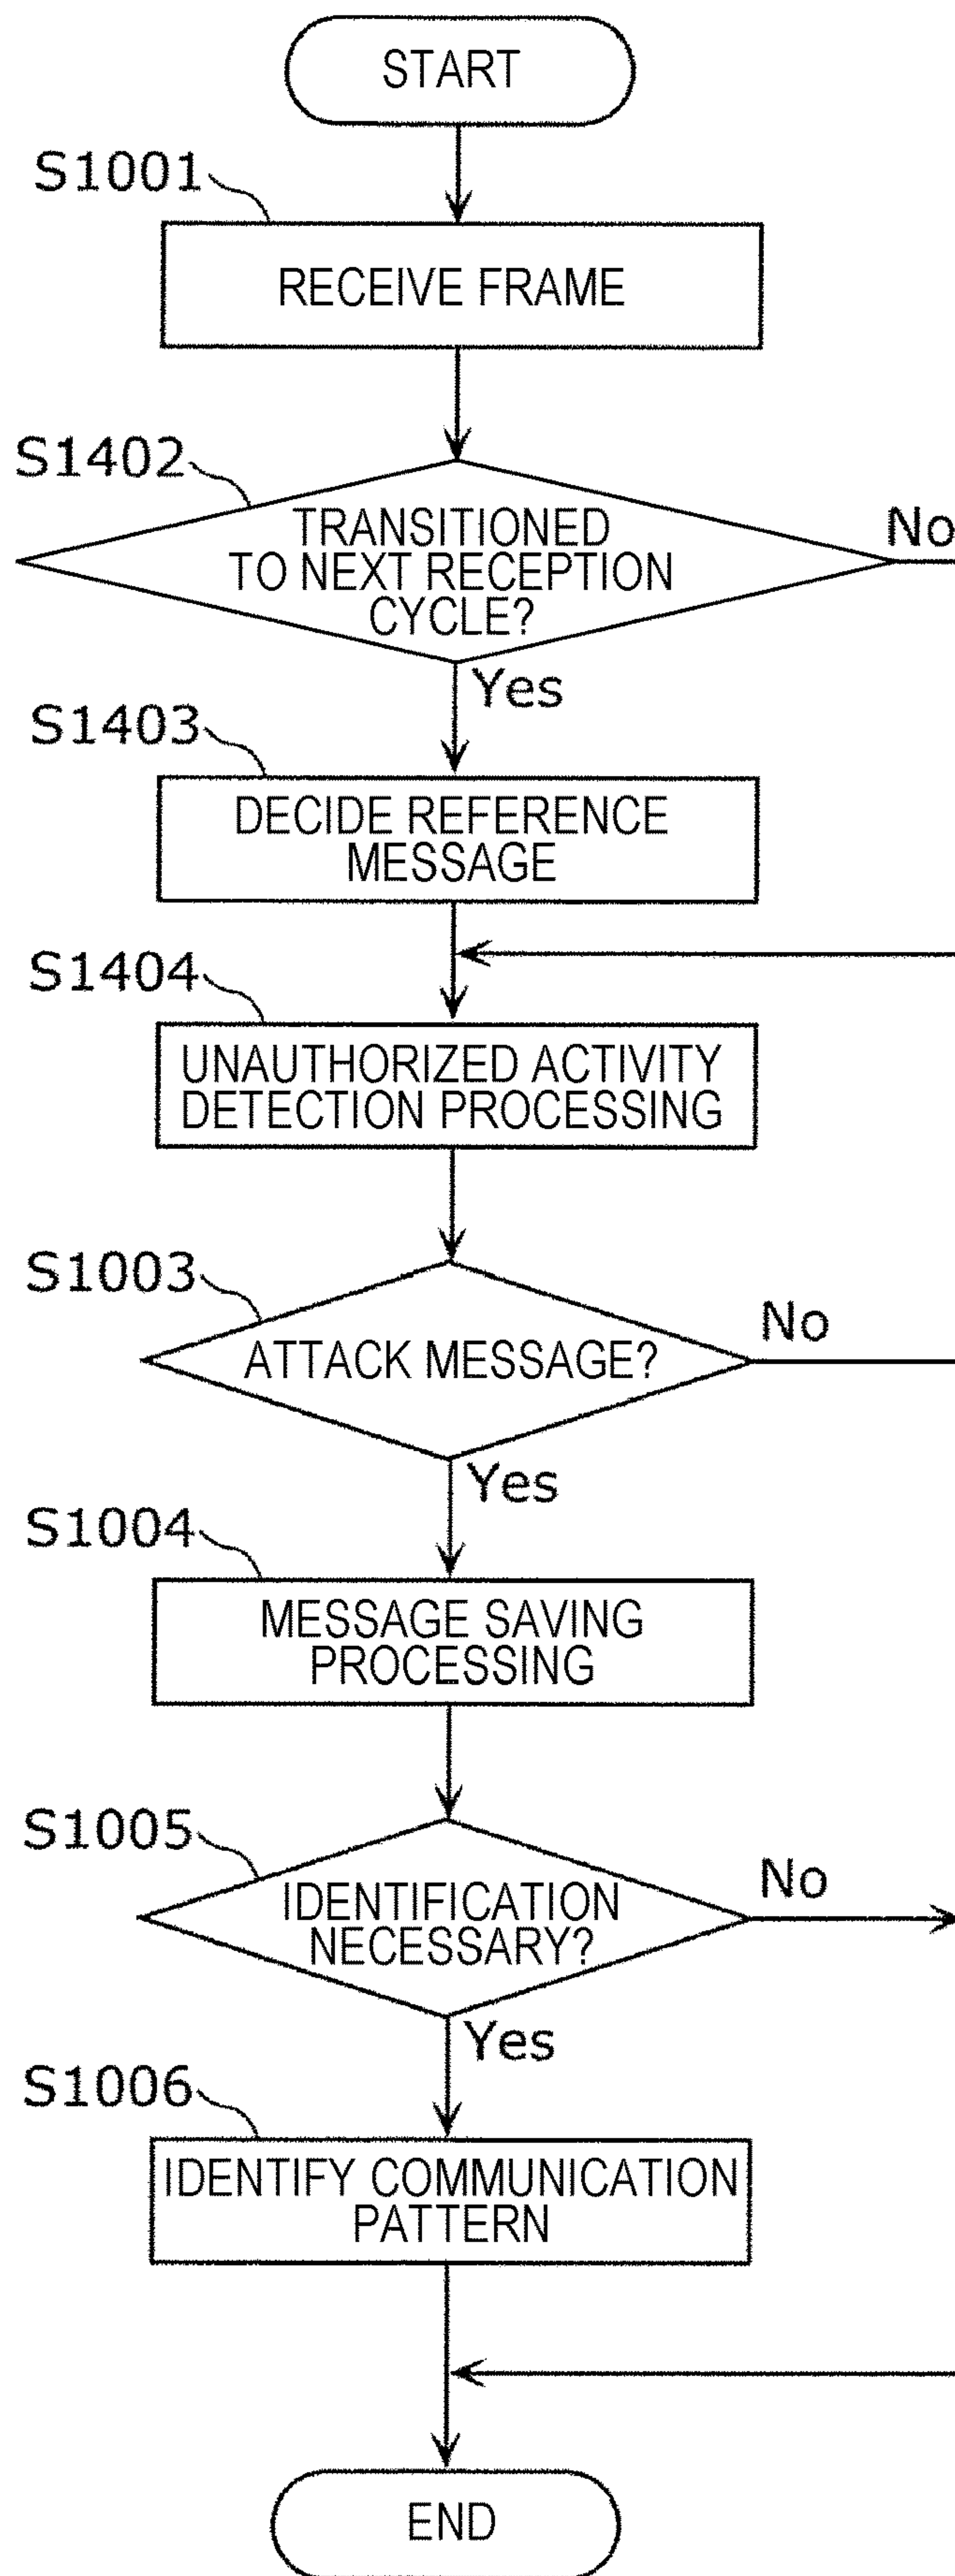 START
S1001
RECEIVE FRAME
S1402
TRANSITIONED
TO NEXT RECEPTION
CYCLE?
No
Yes
S1403
DECIDE REFERENCE
MESSAGE
S1404
UNAUTHORIZED ACTIVITY
DETECTION PROCESSING
S1003
ATTACK MESSAGE?
No
Yes
S1004
MESSAGE SAVING
PROCESSING
S1005
IDENTIFICATION
NECESSARY?
No
Yes
S1006
IDENTIFY COMMUNICATION
PATTERN
END